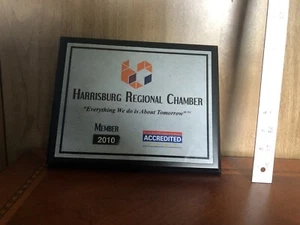 HARRISBURG REGIONAL CHAMBER
"Everything We do is About Tomorrow"
MEMBER
2010
ACCREDITED